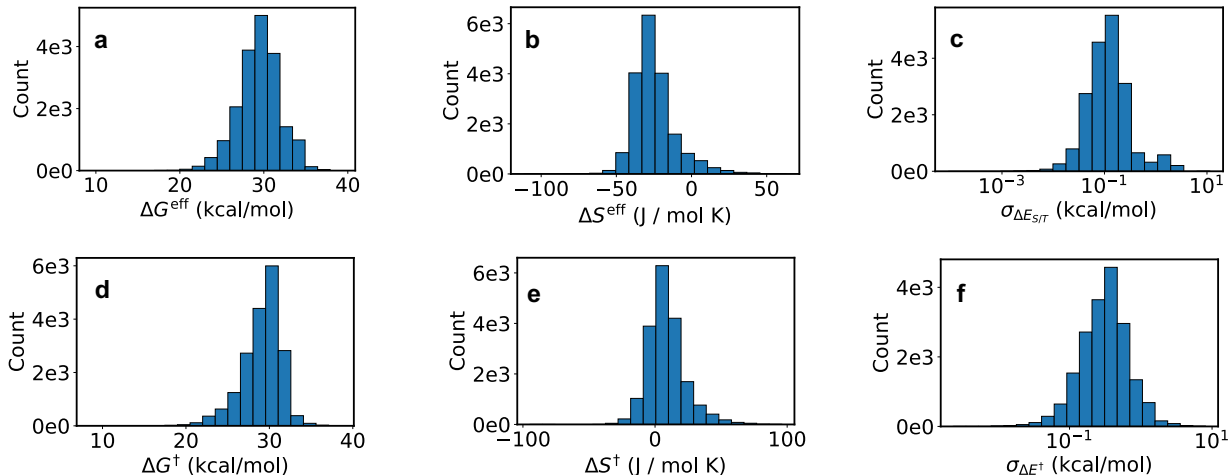 a
4e3
2e3
0e0
Count
10 20 30 40
ΔG^eff (kcal/mol)
b
6e3
4e3
2e3
0e0
Count
−100 −50 0 50
ΔS^eff (J / mol K)
c
4e3
2e3
0e0
Count
10^−3 10^−1 10^1
σ_ΔE_S/T (kcal/mol)
d
6e3
4e3
2e3
0e0
Count
10 20 30 40
ΔG^† (kcal/mol)
e
6e3
4e3
2e3
0e0
Count
−100 0 100
ΔS^† (J / mol K)
f
4e3
2e3
0e0
Count
10^−1 10^1
σ_ΔE^† (kcal/mol)